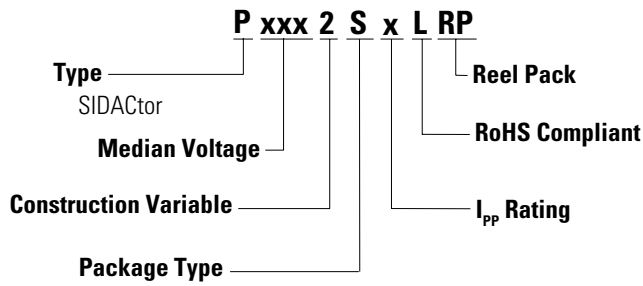 P xxx 2 S x L RP
Type
SIDACtor
Median Voltage
Construction Variable
Package Type
Reel Pack
RoHS Compliant
IPP Rating